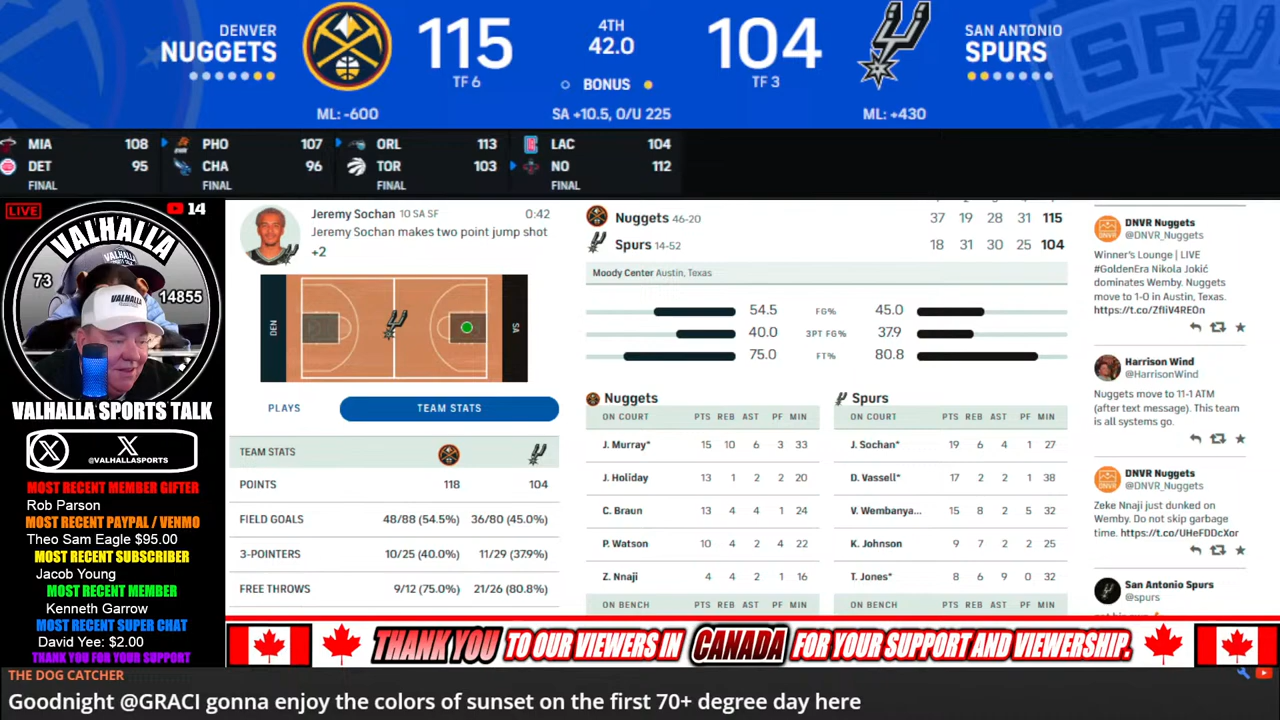 DENVER
NUGGETS
115
TF 6
ML: -600
4TH
42.0
BONUS
SA +10.5, O/U 225
104
TF 3
SAN ANTONIO
SPURS
ML: +430
MIA 108
DET 95
FINAL
PHO 107
CHA 96
FINAL
ORL 113
TOR 103
FINAL
LAC 104
NO 112
FINAL
LIVE
14
VALHALLA
73
14855
VALHALLA
VALHALLA SPORTS TALK
X
@VALHALLASPORTS
MOST RECENT MEMBER GIFTER
Rob Parson
MOST RECENT PAYPAL / VENMO
Theo Sam Eagle $95.00
MOST RECENT SUBSCRIBER
Jacob Young
MOST RECENT MEMBER
Kenneth Garrow
MOST RECENT SUPER CHAT
David Yee: $2.00
THANK YOU FOR YOUR SUPPORT
Jeremy Sochan 10 SA SF 0:42
Jeremy Sochan makes two point jump shot
+2
DEN
SA
PLAYS
TEAM STATS
TEAM STATS
POINTS 118 104
FIELD GOALS 48/88 (54.5%) 36/80 (45.0%)
3-POINTERS 10/25 (40.0%) 11/29 (37.9%)
FREE THROWS 9/12 (75.0%) 21/26 (80.8%)
Nuggets 46-20 37 19 28 31 115
Spurs 14-52 18 31 30 25 104
Moody Center Austin, Texas
54.5 FG% 45.0
40.0 3PT FG% 37.9
75.0 FT% 80.8
Nuggets
ON COURT PTS REB AST PF MIN
J. Murray* 15 10 6 3 33
J. Holiday 13 1 2 2 20
C. Braun 13 4 4 1 24
P. Watson 10 4 2 4 22
Z. Nnaji 4 4 2 1 16
ON BENCH PTS REB AST PF MIN
Spurs
ON COURT PTS REB AST PF MIN
J. Sochan* 19 6 4 1 27
D. Vassell* 17 2 2 1 38
V. Wembanya... 15 8 2 5 32
K. Johnson 9 7 2 2 25
T. Jones* 8 6 9 0 32
ON BENCH PTS REB AST PF MIN
DNVR Nuggets
@DNVR_Nuggets
Winner's Lounge | LIVE
#GoldenEra Nikola Jokić
dominates Wemby. Nuggets
move to 1-0 in Austin, Texas.
https://t.co/ZfliV4REOn
Harrison Wind
@HarrisonWind
Nuggets move to 11-1 ATM
(after text message). This team
is all systems go.
DNVR Nuggets
@DNVR_Nuggets
Zeke Nnaji just dunked on
Wemby. Do not skip garbage
time. https://t.co/UHeFDDcXor
San Antonio Spurs
@spurs
THANK YOU TO OUR VIEWERS IN CANADA FOR YOUR SUPPORT AND VIEWERSHIP.
THE DOG CATCHER
Goodnight @GRACI gonna enjoy the colors of sunset on the first 70+ degree day here